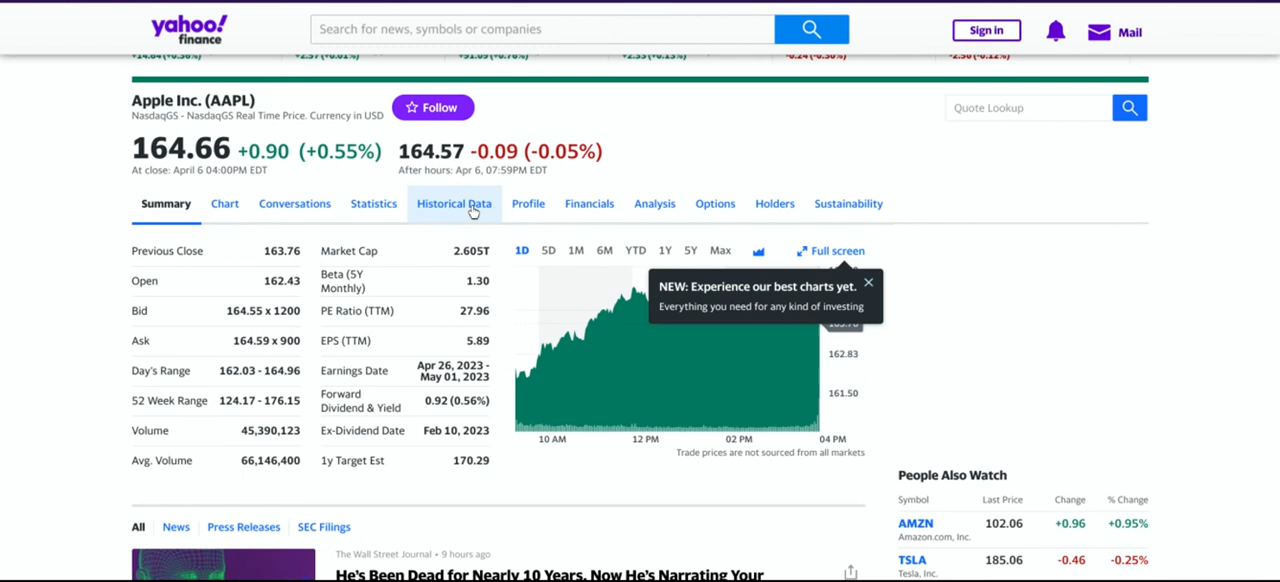 yahoo!
finance
Search for news, symbols or companies
Sign in
Mail
Apple Inc. (AAPL)
NasdaqGS - NasdaqGS Real Time Price. Currency in USD
Follow
Quote Lookup
164.66 +0.90 (+0.55%) 164.57 -0.09 (-0.05%)
At close: April 6 04:00PM EDT After hours: Apr 6, 07:59PM EDT
Summary Chart Conversations Statistics Historical Data Profile Financials Analysis Options Holders Sustainability
Previous Close 163.76
Open 162.43
Bid 164.55 x 1200
Ask 164.59 x 900
Day's Range 162.03 - 164.96
52 Week Range 124.17 - 176.15
Volume 45,390,123
Avg. Volume 66,146,400
Market Cap 2.605T
Beta (5Y
Monthly) 1.30
PE Ratio (TTM) 27.96
EPS (TTM) 5.89
Earnings Date Apr 26, 2023 -
May 01, 2023
Forward
Dividend & Yield 0.92 (0.56%)
Ex-Dividend Date Feb 10, 2023
1y Target Est 170.29
1D 5D 1M 6M YTD 1Y 5Y Max Full screen
NEW: Experience our best charts yet.
Everything you need for any kind of investing
162.83
161.50
10 AM 12 PM 02 PM 04 PM
Trade prices are not sourced from all markets
People Also Watch
Symbol Last Price Change % Change
AMZN 102.06 +0.96 +0.95%
Amazon.com, Inc.
TSLA 185.06 -0.46 -0.25%
Tesla, Inc.
All News Press Releases SEC Filings
The Wall Street Journal • 9 hours ago
He's Been Dead for Nearly 10 Years. Now He's Narrating Your